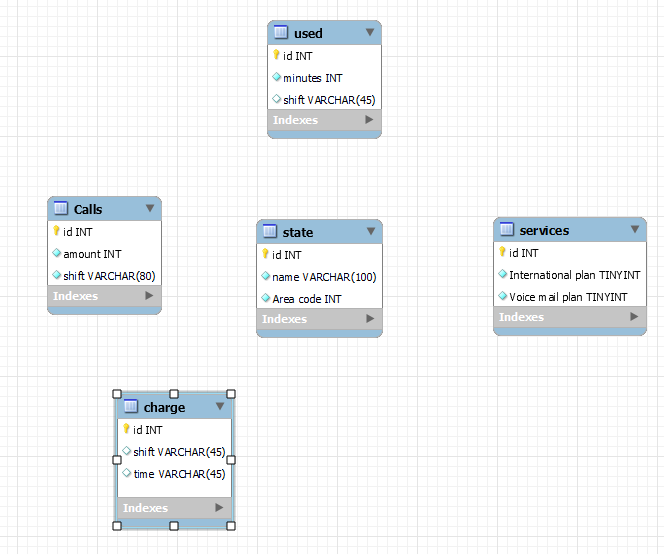 used
id INT
minutes INT
shift VARCHAR(45)
Indexes
Calls
id INT
amount INT
shift VARCHAR(80)
Indexes
state
id INT
name VARCHAR(100)
Area code INT
Indexes
services
id INT
International plan TINYINT
Voice mail plan TINYINT
Indexes
charge
id INT
shift VARCHAR(45)
time VARCHAR(45)
Indexes